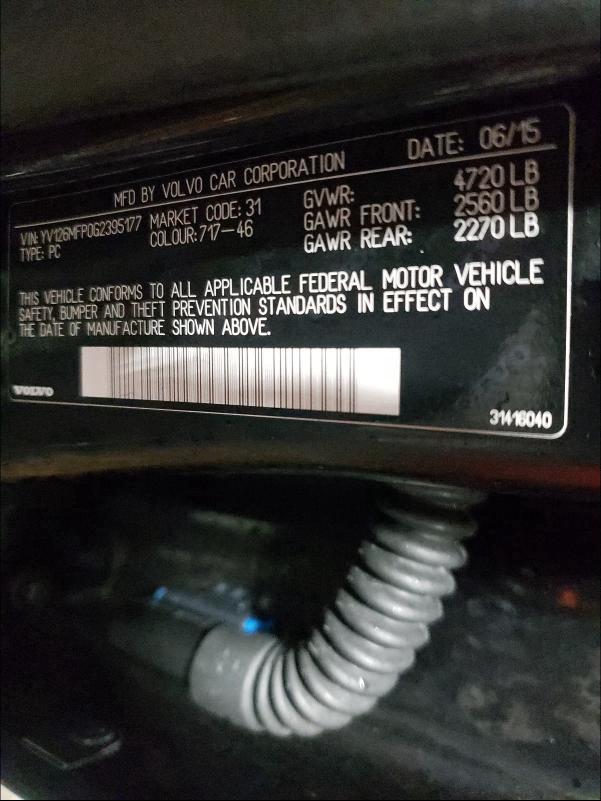 MFD BY VOLVO CAR CORPORATION DATE: 06/15
VIN: YV126MFP0G2395177 MARKET CODE: 31 GVWR: 4720 LB
TYPE: PC COLOUR: 717-46 GAWR FRONT: 2560 LB
GAWR REAR: 2270 LB
THIS VEHICLE CONFORMS TO ALL APPLICABLE FEDERAL MOTOR VEHICLE
SAFETY, BUMPER AND THEFT PREVENTION STANDARDS IN EFFECT ON
THE DATE OF MANUFACTURE SHOWN ABOVE.
VOLVO 31416040